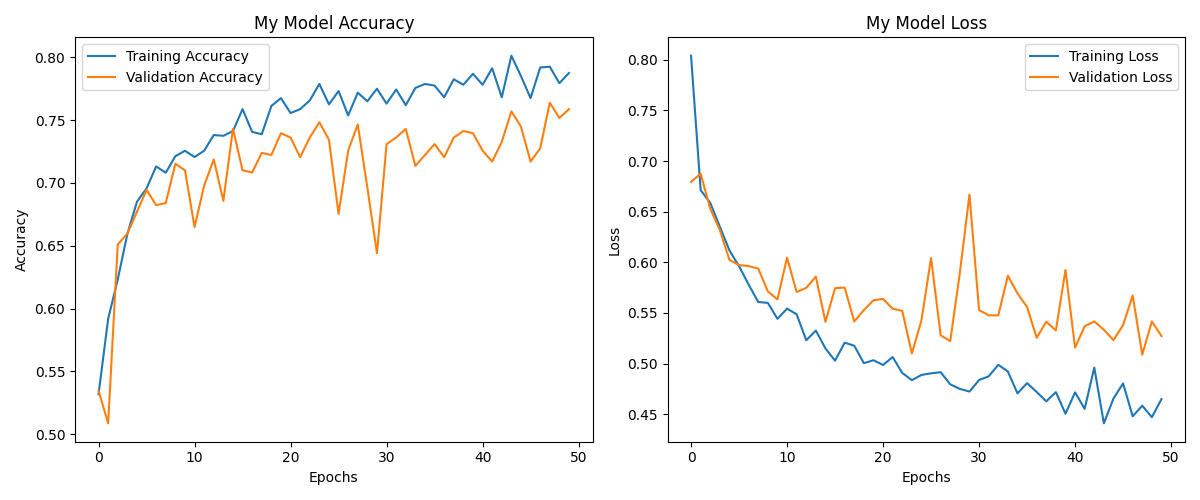 My Model Accuracy
Training Accuracy
Validation Accuracy
Accuracy
0.80
0.75
0.70
0.65
0.60
0.55
0.50
0 10 20 30 40 50
Epochs
My Model Loss
Training Loss
Validation Loss
Loss
0.80
0.75
0.70
0.65
0.60
0.55
0.50
0.45
0 10 20 30 40 50
Epochs